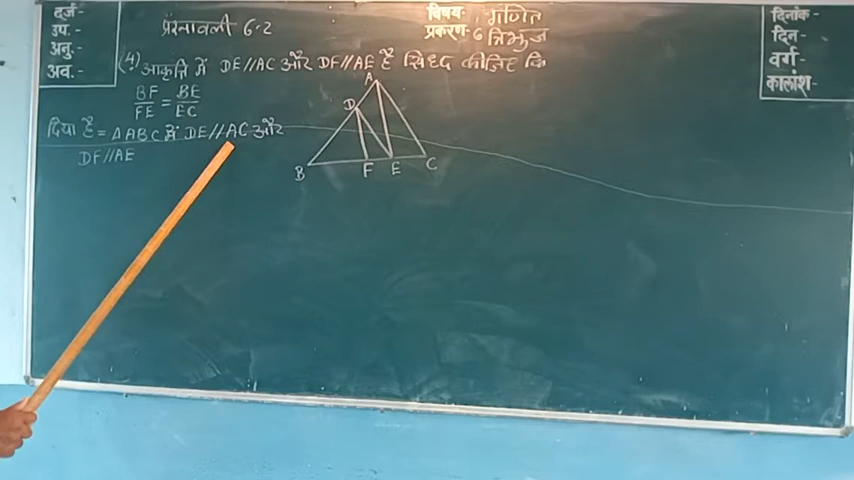 दर्ज-
उप.-
अनु.-
अव.-
प्रश्नावली 6.2
विषय- गणित
प्रकरण- 6 त्रिभुज
दिनांक-
दिन-
वर्ग-
कालांश-
(4) आकृति में DE//AC और DF//AE है सिध्द कीजिए कि
BF/FE = BE/EC
दिया है = △ABC में DE//AC और
DF//AE
A
D
B
F
E
C